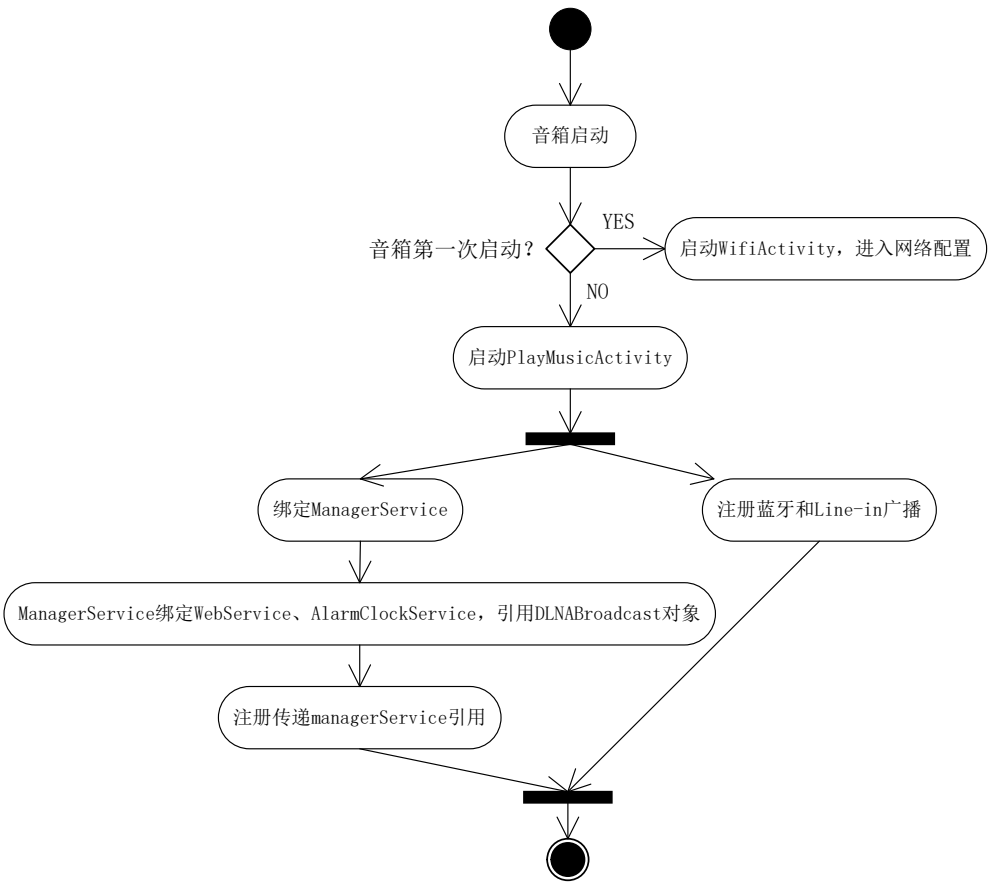 音箱启动
YES
音箱第一次启动?
启动WifiActivity，进入网络配置
NO
启动PlayMusicActivity
绑定ManagerService
注册蓝牙和Line-in广播
ManagerService绑定WebService、AlarmClockService，引用DLNABroadcast对象
注册传递managerService引用